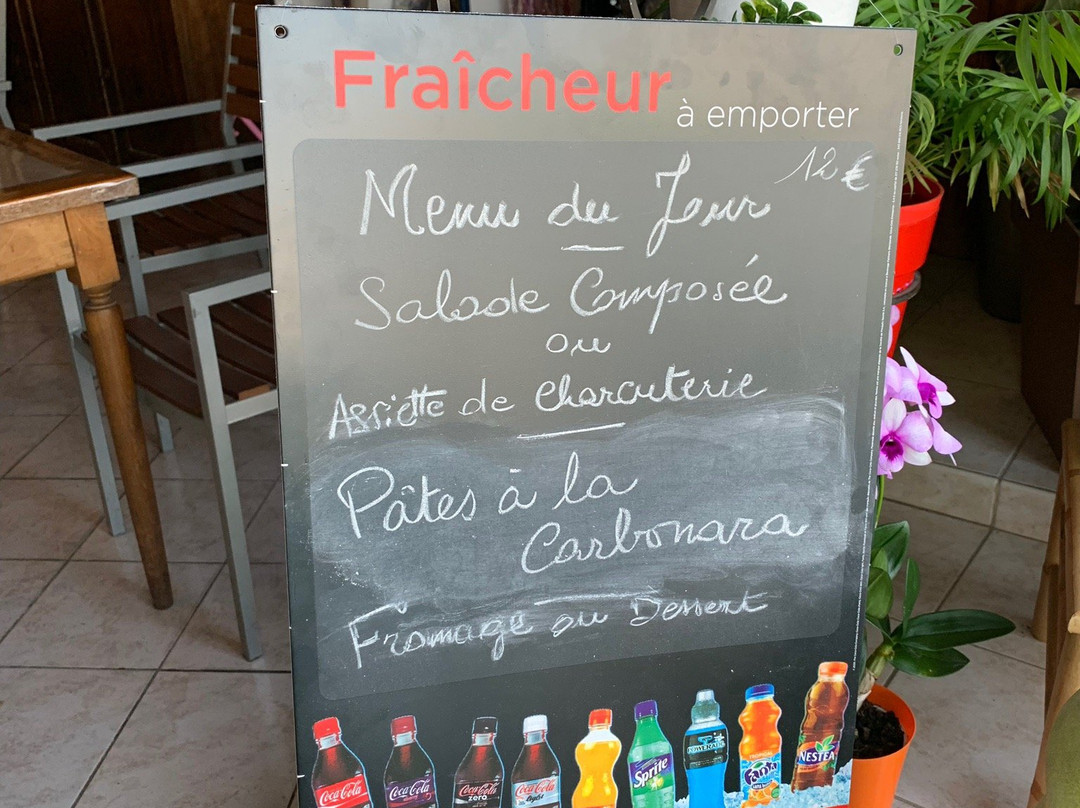 Fraîcheur
à emporter
12 €
Menu du Jour
Salade Composée
ou
Assiette de Charcuterie
Pâtes à la
Carbonara
Fromage ou Dessert
Coca-Cola
Coca-Cola
Coca-Cola
zero
Coca-Cola
light
Sprite
POWERADE
Fanta
NESTEA